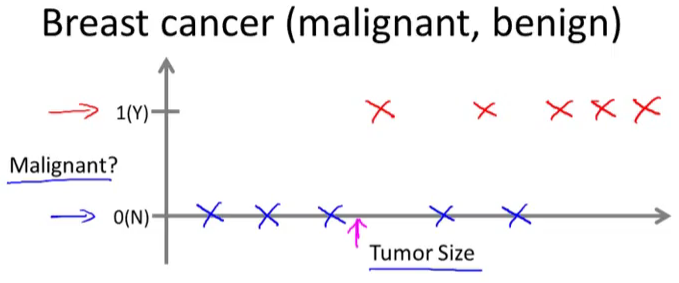 Breast cancer (malignant, benign)
1(Y)
Malignant?
0(N)
Tumor Size